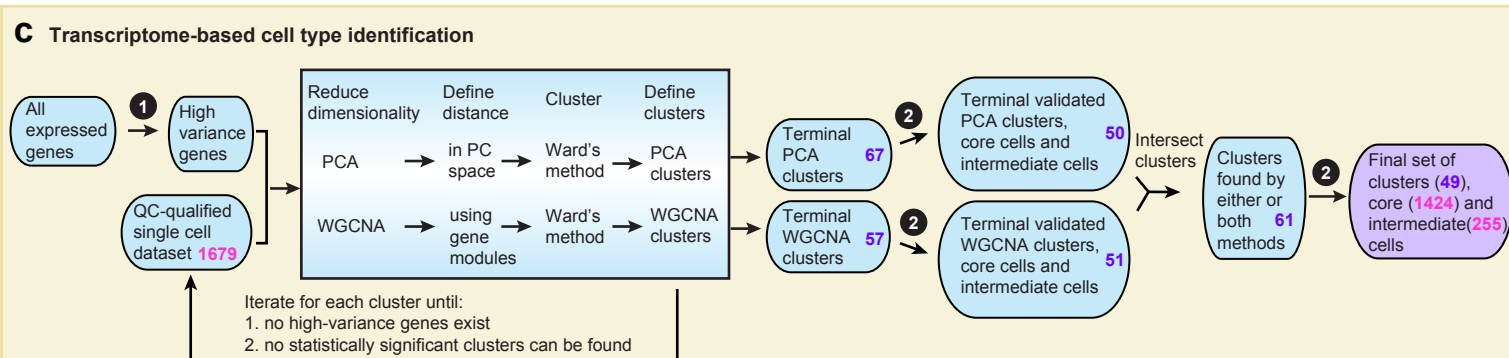 C Transcriptome-based cell type identification
All
expressed
genes
1
High
variance
genes
QC-qualified
single cell
dataset 1679
Reduce
dimensionality
Define
distance
Cluster
Define
clusters
PCA
in PC
space
Ward's
method
PCA
clusters
WGCNA
using
gene
modules
Ward's
method
WGCNA
clusters
Iterate for each cluster until:
1. no high-variance genes exist
2. no statistically significant clusters can be found
Terminal
PCA 67
clusters
2
Terminal validated
PCA clusters,
core cells and 50
intermediate cells
Terminal
WGCNA 57
clusters
2
Terminal validated
WGCNA clusters,
core cells and 51
intermediate cells
Intersect
clusters
Clusters
found by
either or
both 61
methods
2
Final set of
clusters (49),
core (1424) and
intermediate(255)
cells